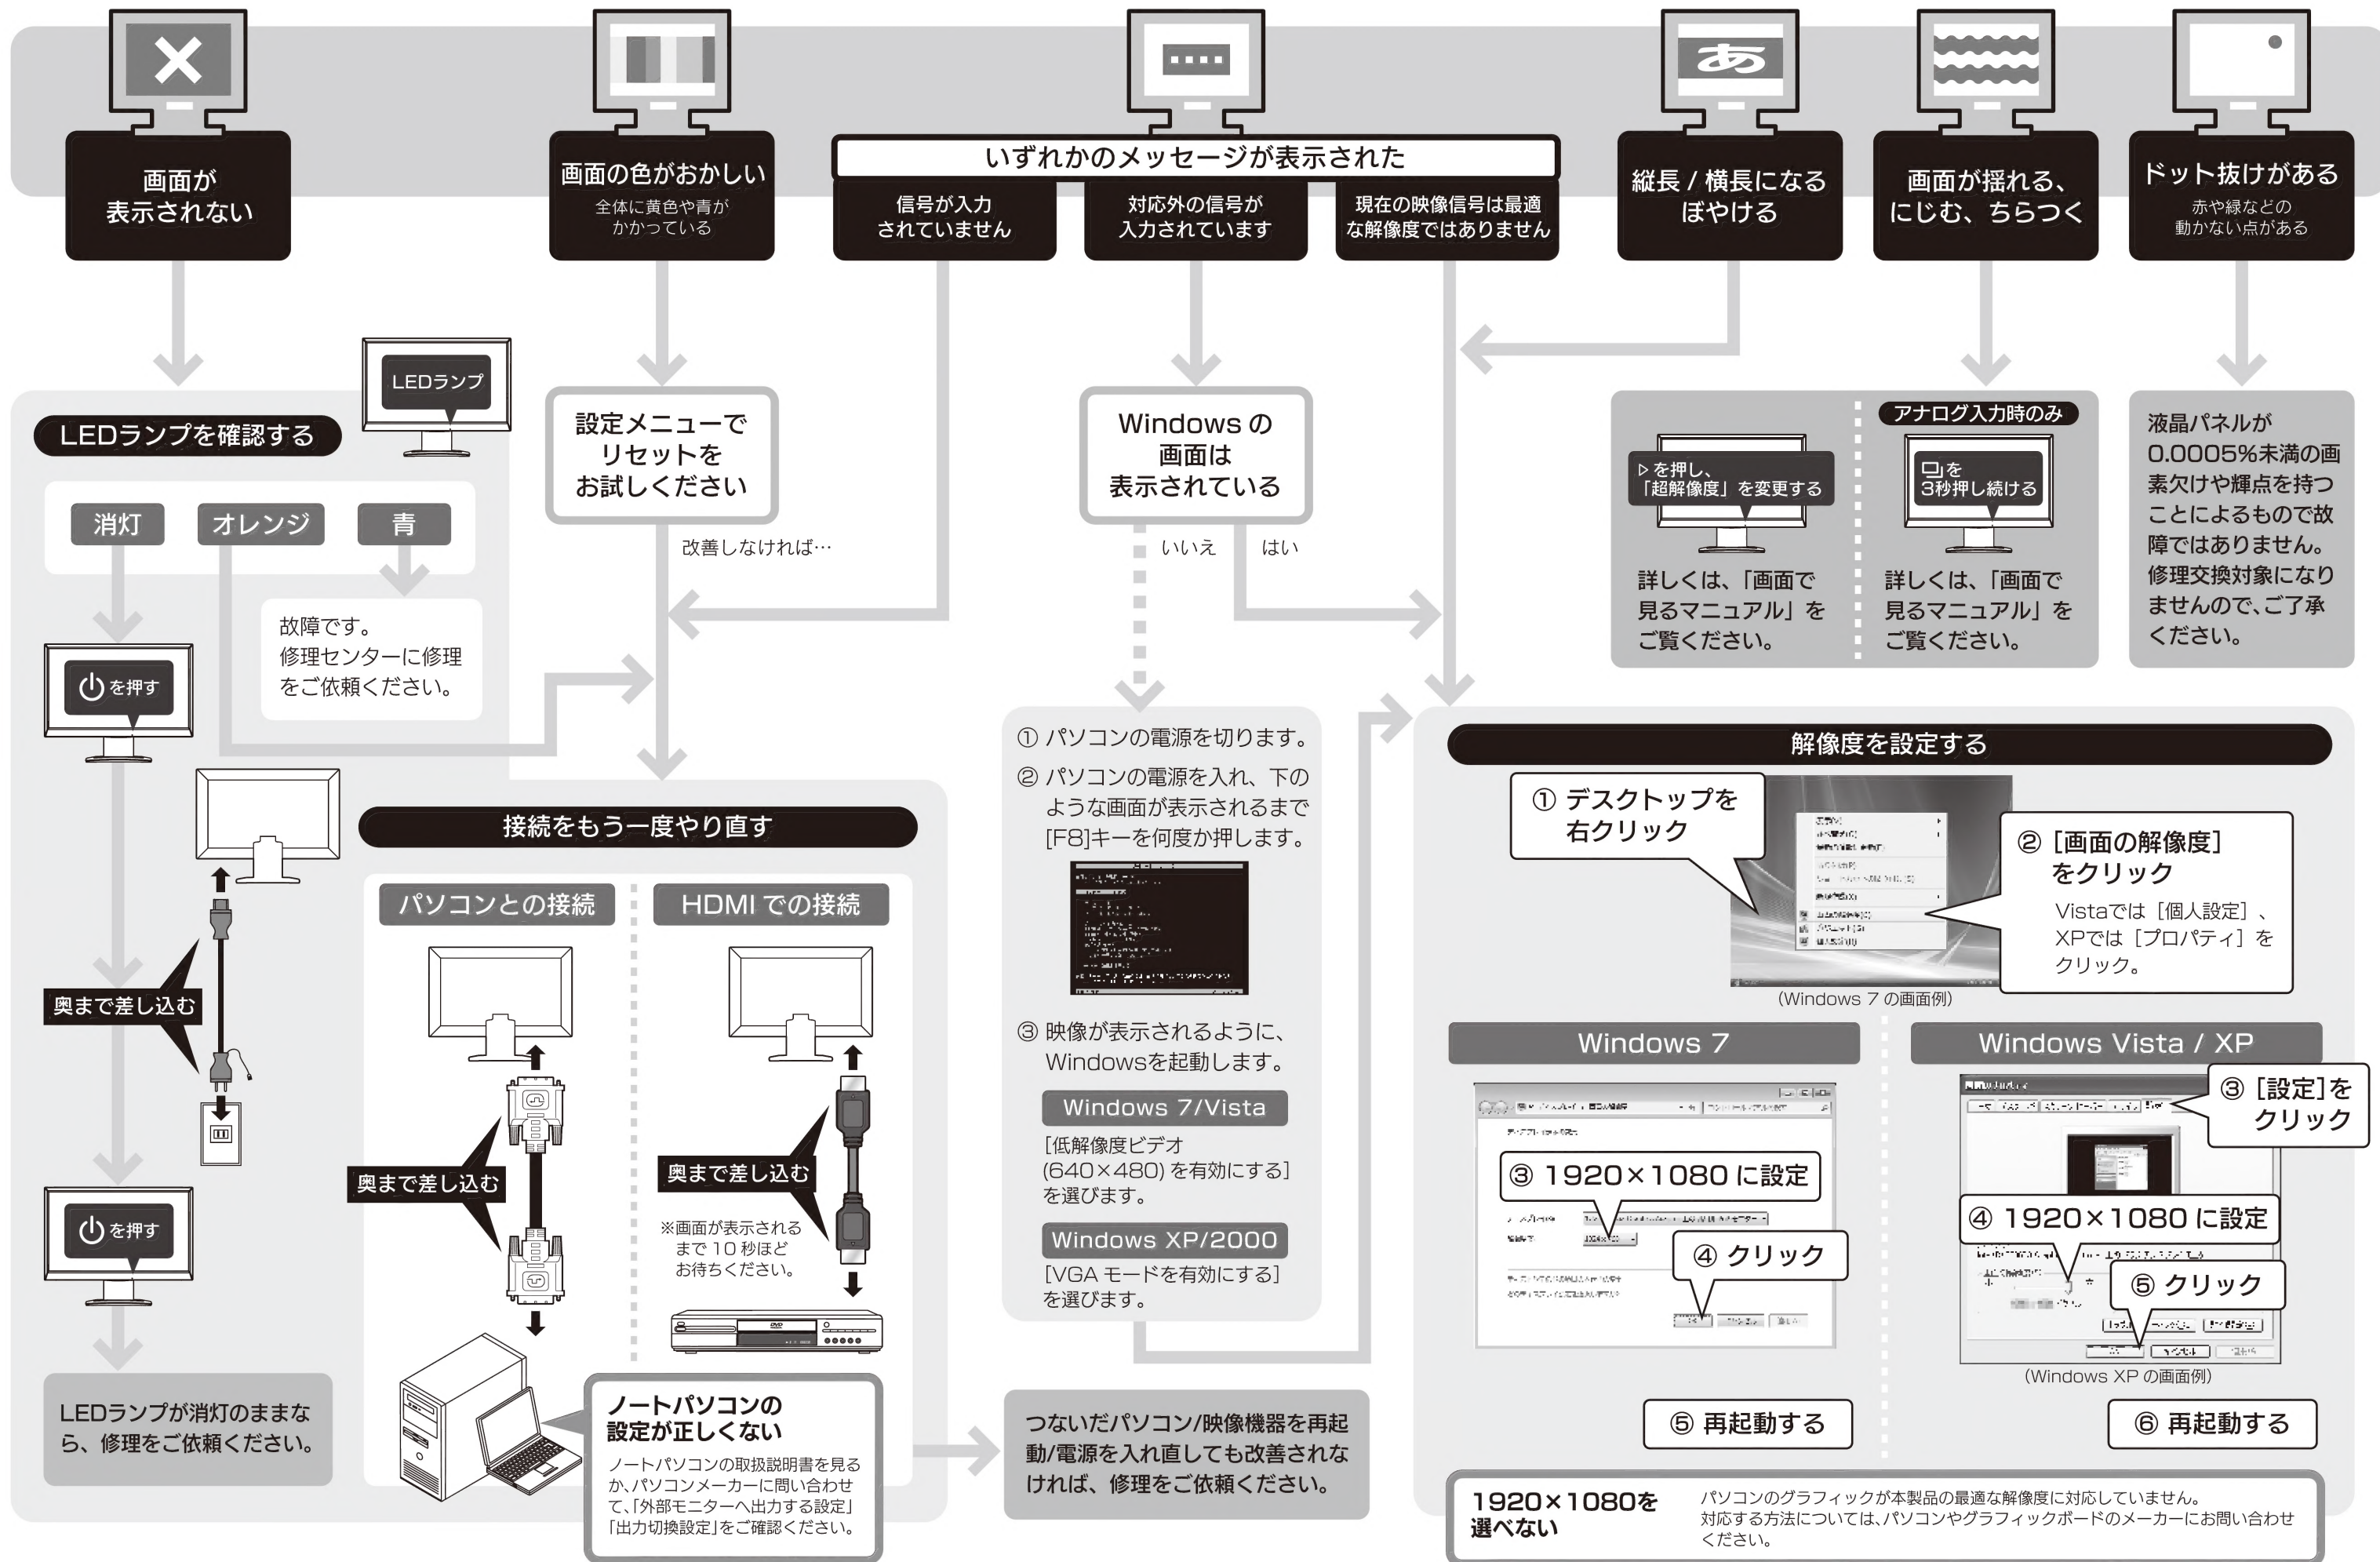 あ
画面が
表示されない
画面の色がおかしい
全体に黄色や青が
かかっている
いずれかのメッセージが表示された
信号が入力
されていません
対応外の信号が
入力されています
現在の映像信号は最適
な解像度ではありません
縦長 / 横長になる
ぼやける
画面が揺れる、
にじむ、ちらつく
ドット抜けがある
赤や緑などの
動かない点がある
LEDランプを確認する
LEDランプ
消灯
オレンジ
青
故障です。
修理センターに修理
をご依頼ください。
を押す
奥まで差し込む
を押す
LEDランプが消灯のままな
ら、修理をご依頼ください。
設定メニューで
リセットを
お試しください
改善しなければ…
接続をもう一度やり直す
パソコンとの接続
奥まで差し込む
HDMI での接続
奥まで差し込む
※画面が表示される
まで 10 秒ほど
お待ちください。
DVD
ノートパソコンの
設定が正しくない
ノートパソコンの取扱説明書を見る
か、パソコンメーカーに問い合わせ
て、「外部モニターへ出力する設定」
「出力切換設定」をご確認ください。
つないだパソコン/映像機器を再起
動/電源を入れ直しても改善されな
ければ、修理をご依頼ください。
Windows の
画面は
表示されている
いいえ
はい
① パソコンの電源を切ります。
② パソコンの電源を入れ、下の
ような画面が表示されるまで
[F8]キーを何度か押します。
③ 映像が表示されるように、
Windowsを起動します。
Windows 7/Vista
[低解像度ビデオ
(640×480) を有効にする]
を選びます。
Windows XP/2000
[VGA モードを有効にする]
を選びます。
▷を押し、
「超解像度」を変更する
詳しくは、「画面で
見るマニュアル」を
ご覧ください。
アナログ入力時のみ
を
3秒押し続ける
詳しくは、「画面で
見るマニュアル」を
ご覧ください。
液晶パネルが
0.0005%未満の画
素欠けや輝点を持つ
ことによるもので故
障ではありません。
修理交換対象になり
ませんので、ご了承
ください。
解像度を設定する
① デスクトップを
右クリック
② [画面の解像度]
をクリック
Vistaでは［個人設定］、
XPでは［プロパティ］を
クリック。
(Windows 7 の画面例)
Windows 7
③ 1920×1080 に設定
④ クリック
⑤ 再起動する
Windows Vista / XP
③ [設定]を
クリック
④ 1920×1080 に設定
⑤ クリック
(Windows XP の画面例)
⑥ 再起動する
1920×1080を
選べない
パソコンのグラフィックが本製品の最適な解像度に対応していません。
対応する方法については、パソコンやグラフィックボードのメーカーにお問い合わせ
ください。